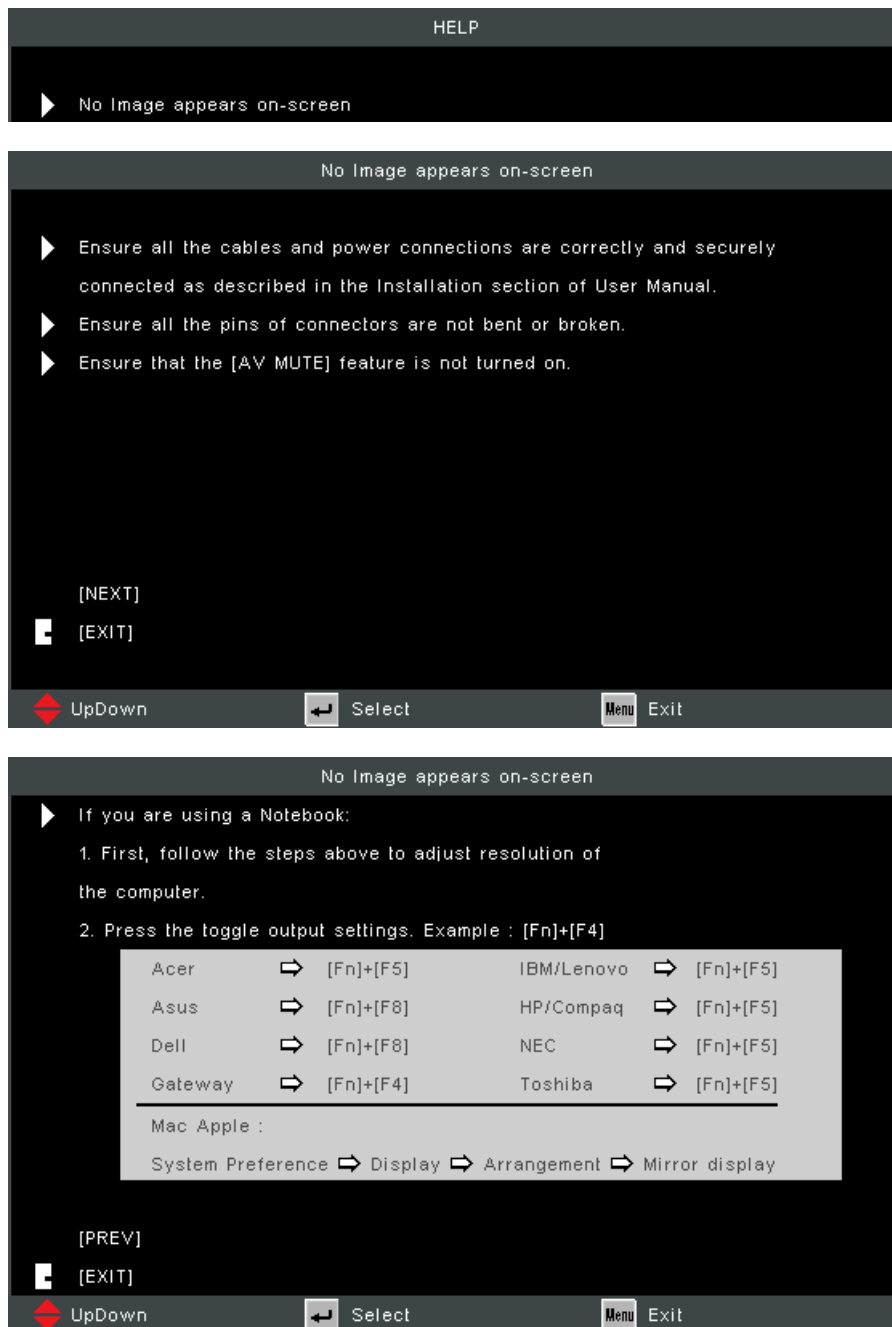 HELP
No Image appears on-screen
No Image appears on-screen
Ensure all the cables and power connections are correctly and securely
connected as described in the Installation section of User Manual.
Ensure all the pins of connectors are not bent or broken.
Ensure that the [AV MUTE] feature is not turned on.
[NEXT]
[EXIT]
UpDown Select Menu Exit
No Image appears on-screen
If you are using a Notebook:
1. First, follow the steps above to adjust resolution of
the computer.
2. Press the toggle output settings. Example : [Fn]+[F4]
Acer [Fn]+[F5] IBM/Lenovo [Fn]+[F5]
Asus [Fn]+[F8] HP/Compaq [Fn]+[F5]
Dell [Fn]+[F8] NEC [Fn]+[F5]
Gateway [Fn]+[F4] Toshiba [Fn]+[F5]
Mac Apple :
System Preference ⇨ Display ⇨ Arrangement ⇨ Mirror display
[PREV]
[EXIT]
UpDown Select Menu Exit